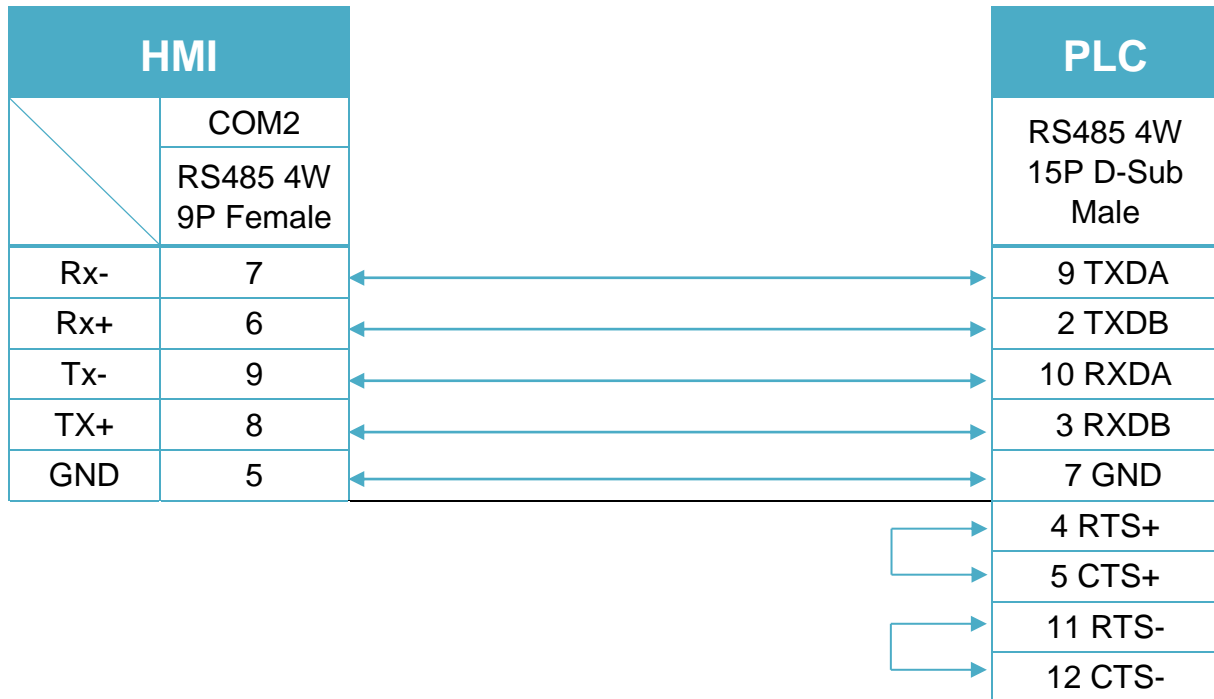 HMI
PLC
COM2
RS485 4W
9P Female
RS485 4W
15P D-Sub
Male
Rx- 7 9 TXDA
Rx+ 6 2 TXDB
Tx- 9 10 RXDA
TX+ 8 3 RXDB
GND 5 7 GND
4 RTS+
5 CTS+
11 RTS-
12 CTS-